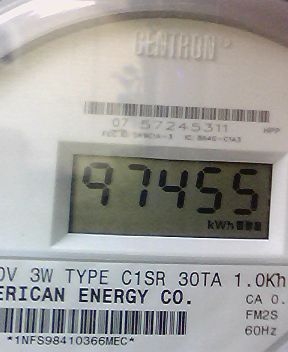 CENTRON
07 57245311 HPP
97455
kWh
0V 3W TYPE C1SR 30TA 1.0Kh
ERICAN ENERGY CO. CA 0.
FM2S
*1NFS98410366MEC* 60Hz